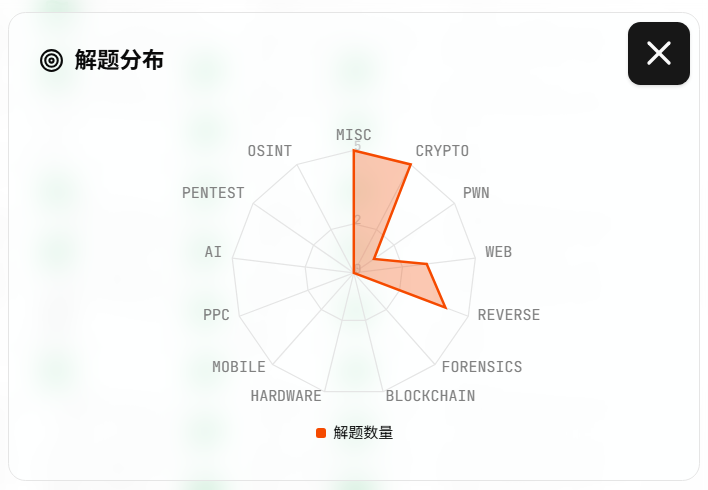 解题分布
MISC
5
OSINT
CRYPTO
PENTEST
PWN
2
AI
WEB
0
PPC
REVERSE
MOBILE
FORENSICS
HARDWARE
BLOCKCHAIN
解题数量